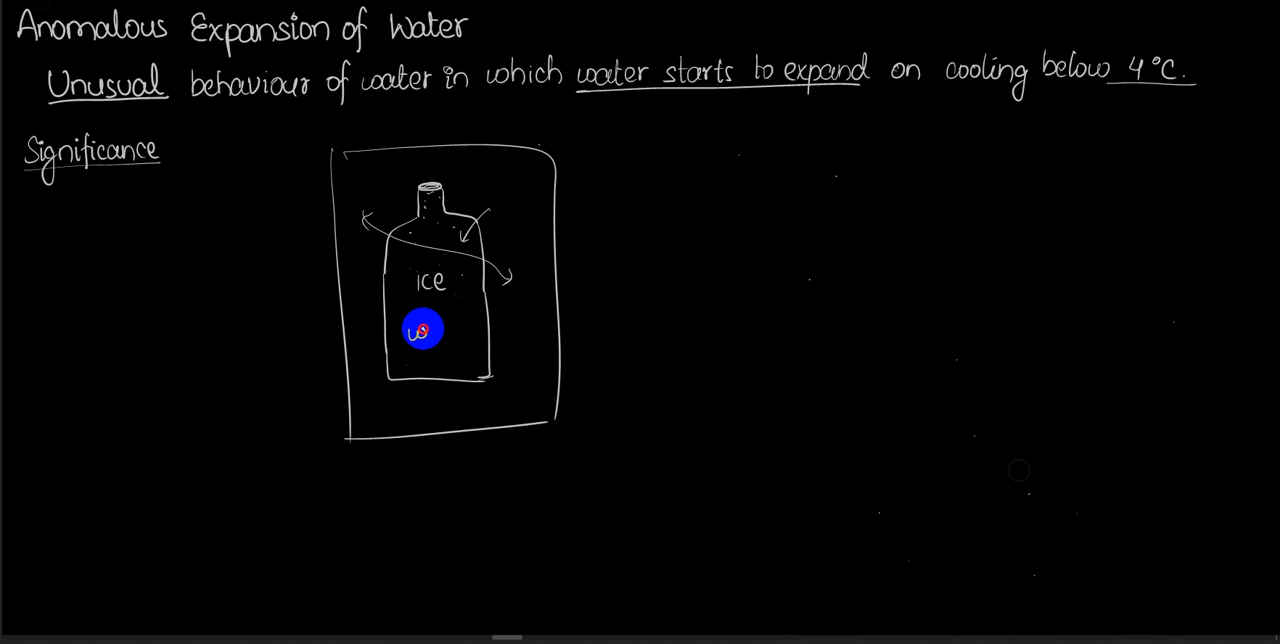 Anomalous Expansion of Water
Unusual behaviour of water in which water starts to expand on cooling below 4°C.
Significance
ice